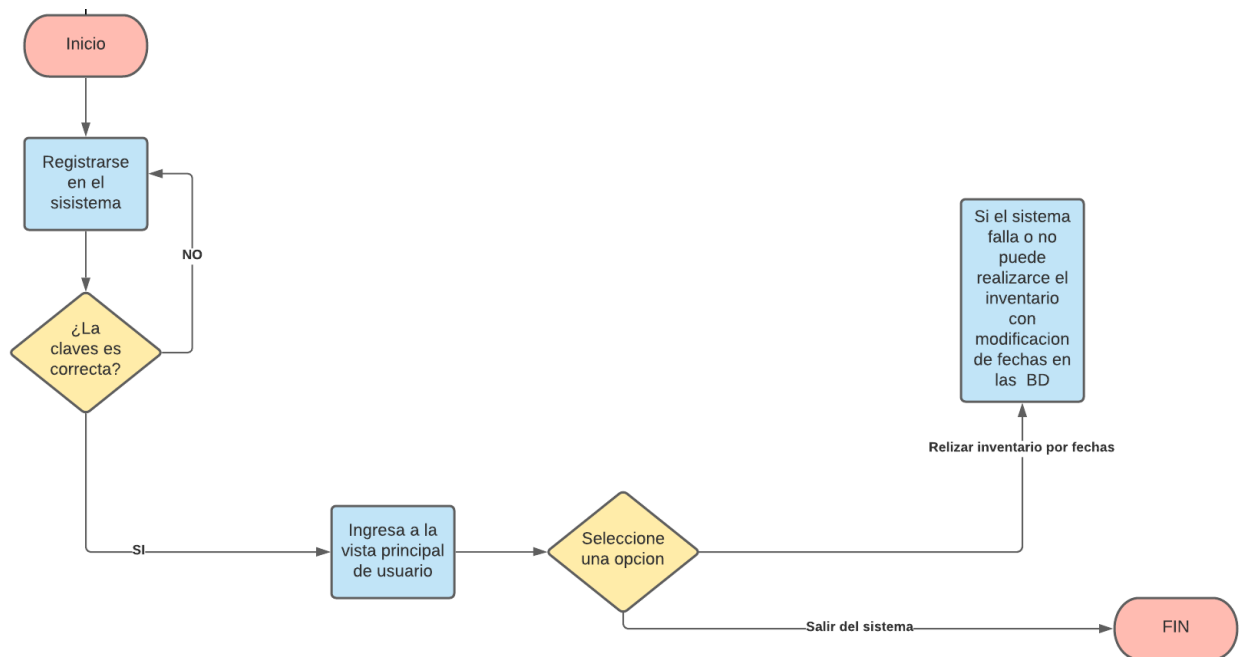 Inicio
Registrarse
en el
sisistema
NO
¿La
claves es
correcta?
SI
Ingresa a la
vista principal
de usuario
Seleccione
una opcion
Si el sistema
falla o no
puede
realizarce el
inventario
con
modificacion
de fechas en
las BD
Relizar inventario por fechas
Salir del sistema
FIN